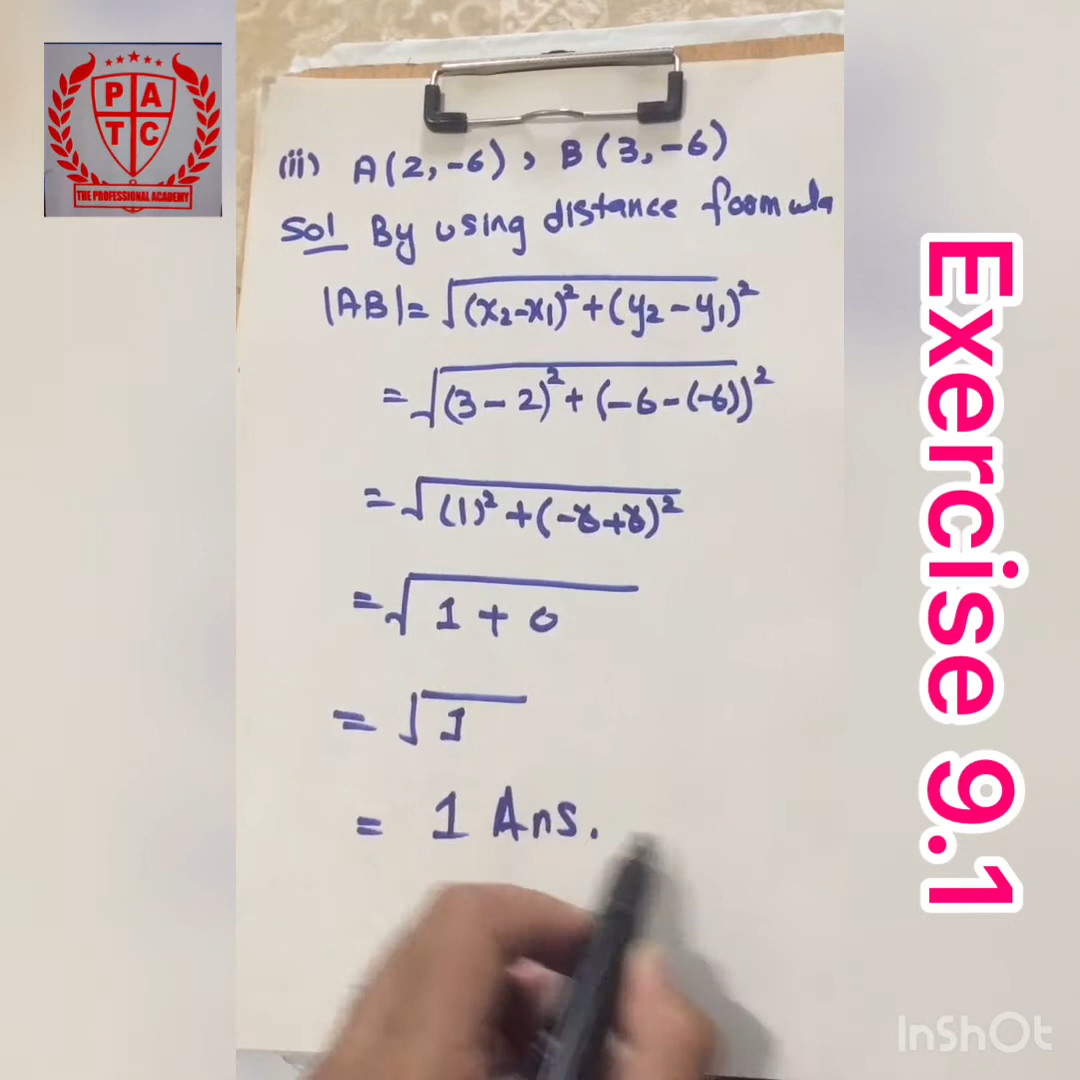 P A
T C
THE PROFESSIONAL ACADEMY
(ii) A(2,-6), B(3,-6)
Sol By using distance formula
|AB|= √(x₂-x₁)²+(y₂-y₁)²
=√(3-2)²+(-6-(-6))²
=√(1)²+(-6+6)²
=√1+0
=√1
= 1 Ans.
Exercise 9.1
InShOt